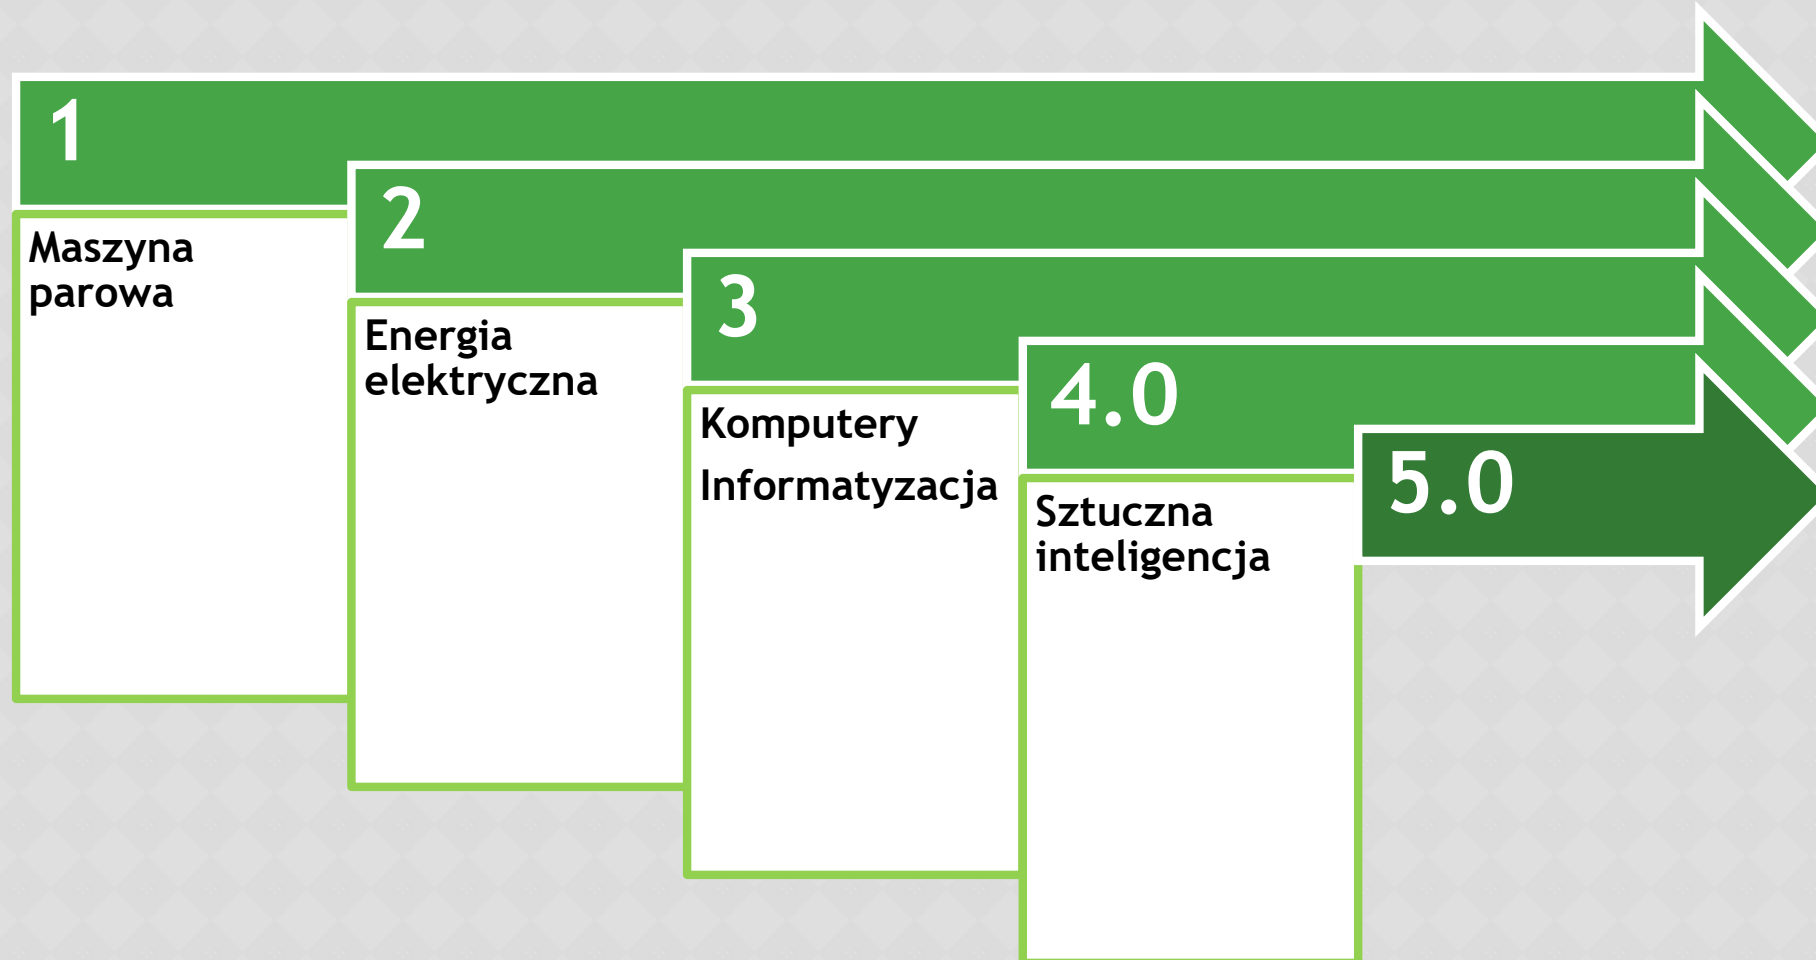 1
Maszyna
parowa
2
Energia
elektryczna
3
Komputery
Informatyzacja
4.0
Sztuczna
inteligencja
5.0